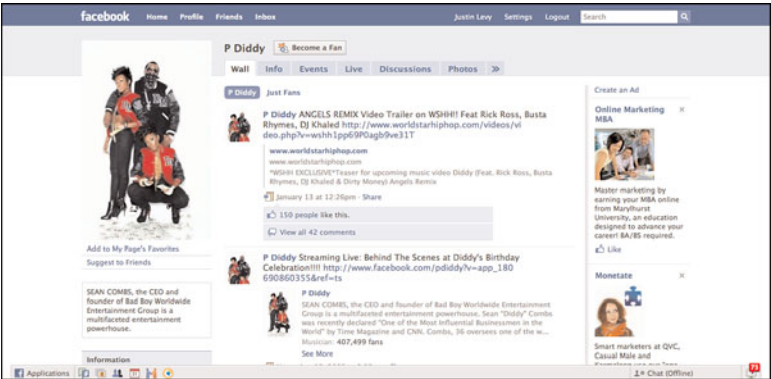 facebook Home Profile Friends Inbox Justin Levy Settings Logout Search
P Diddy Become a Fan
Wall Info Events Live Discussions Photos »
P Diddy Just Fans
P Diddy ANGELS REMIX Video Trailer on WSHH!! Feat Rick Ross, Busta
Rhymes, DJ Khaled http://www.worldstarhiphop.com/videos/vi
deo.php?v=wshh1pp69P0agb9ve31T
www.worldstarhiphop.com
www.worldstarhiphop.com
*WSHH EXCLUSIVE*Teaser for upcoming music video Diddy (Feat. Rick Ross, Busta
Rhymes, DJ Khaled & Dirty Money) Angels Remix
January 13 at 12:26pm · Share
150 people like this.
View all 42 comments
P Diddy Streaming Live: Behind The Scenes at Diddy's Birthday
Celebration!!!! http://www.facebook.com/pdiddy?v=app_180
690860355&ref=ts
P Diddy
SEAN COMBS, the CEO and founder of Bad Boy Worldwide Entertainment
Group is a multifaceted entertainment powerhouse. Sean "Diddy" Combs
was recently declared "One of the Most Influential Businessmen in the
World" by Time Magazine and CNN. Combs, 36 oversees one of the w...
Musician: 407,499 fans
See More
Add to My Page's Favorites
Suggest to Friends
SEAN COMBS, the CEO and
founder of Bad Boy Worldwide
Entertainment Group is a
multifaceted entertainment
powerhouse.
Information
Create an Ad
Online Marketing
MBA
Master marketing by
earning your MBA online
from Marylhurst
University, an education
designed to advance your
career! BA/BS required.
Like
Monetate
Smart marketers at QVC,
Casual Male and
Applications
Chat (Offline)
73